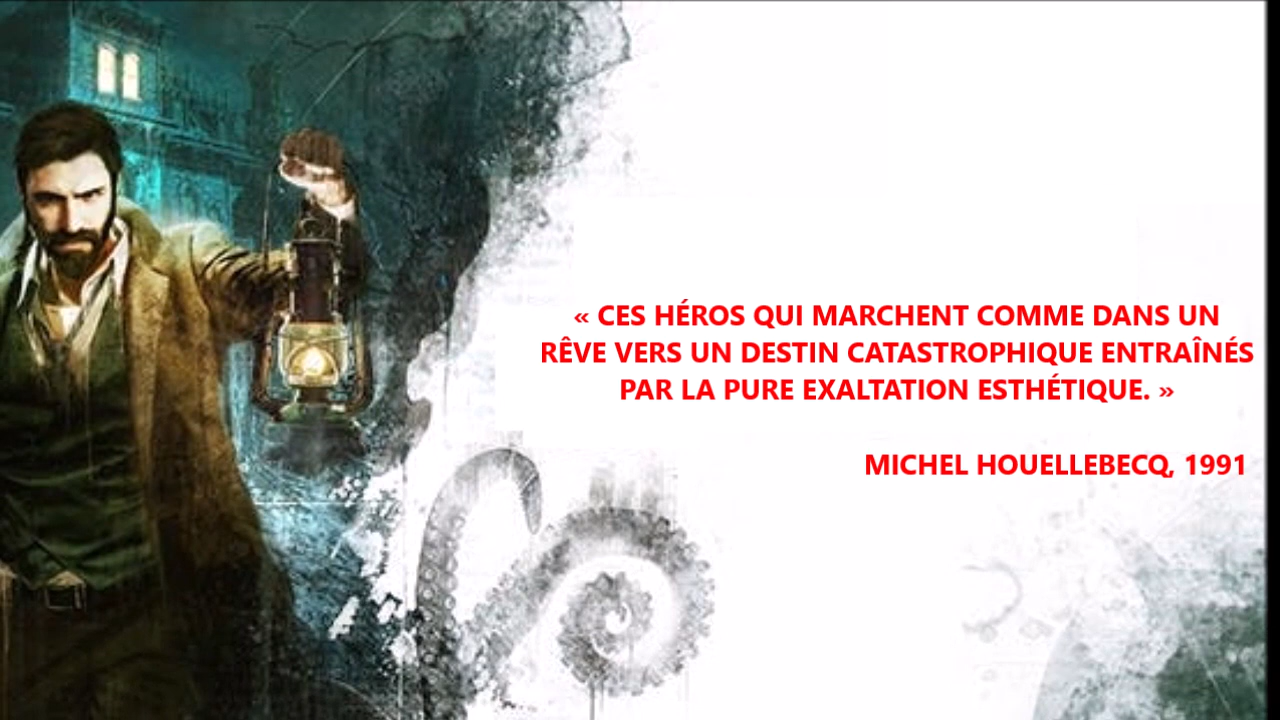 « CES HÉROS QUI MARCHENT COMME DANS UN
RÊVE VERS UN DESTIN CATASTROPHIQUE ENTRAÎNÉS
PAR LA PURE EXALTATION ESTHÉTIQUE. »
MICHEL HOUELLEBECQ, 1991